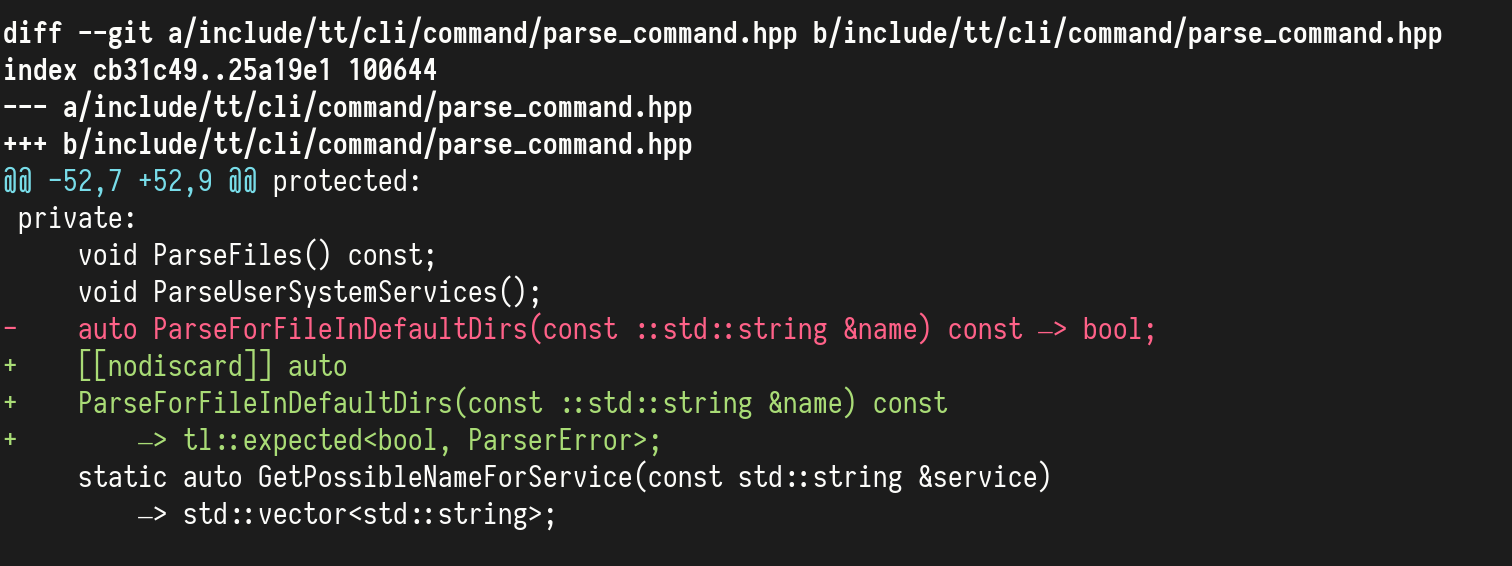 diff --git a/include/tt/cli/command/parse_command.hpp b/include/tt/cli/command/parse_command.hpp
index cb31c49..25a19e1 100644
--- a/include/tt/cli/command/parse_command.hpp
+++ b/include/tt/cli/command/parse_command.hpp
@@ -52,7 +52,9 @@ protected:
 private:
     void ParseFiles() const;
     void ParseUserSystemServices();
-    auto ParseForFileInDefaultDirs(const ::std::string &name) const -> bool;
+    [[nodiscard]] auto
+    ParseForFileInDefaultDirs(const ::std::string &name) const
+        -> tl::expected<bool, ParserError>;
     static auto GetPossibleNameForService(const std::string &service)
         -> std::vector<std::string>;